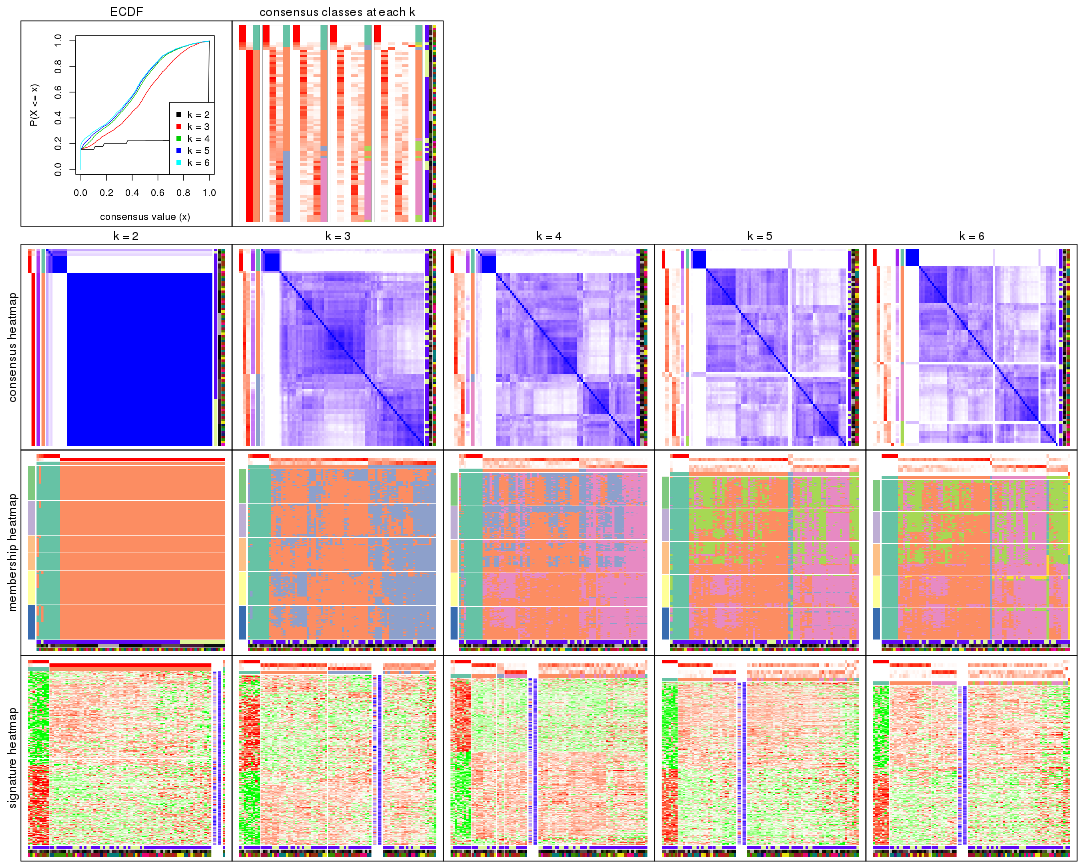 ECDF
consensus classes at each k
P(X <= x)
0.0 0.2 0.4 0.6 0.8 1.0
k = 2
k = 3
k = 4
k = 5
k = 6
0.0 0.2 0.4 0.6 0.8 1.0
consensus value (x)
k = 2
k = 3
k = 4
k = 5
k = 6
consensus heatmap
membership heatmap
signature heatmap